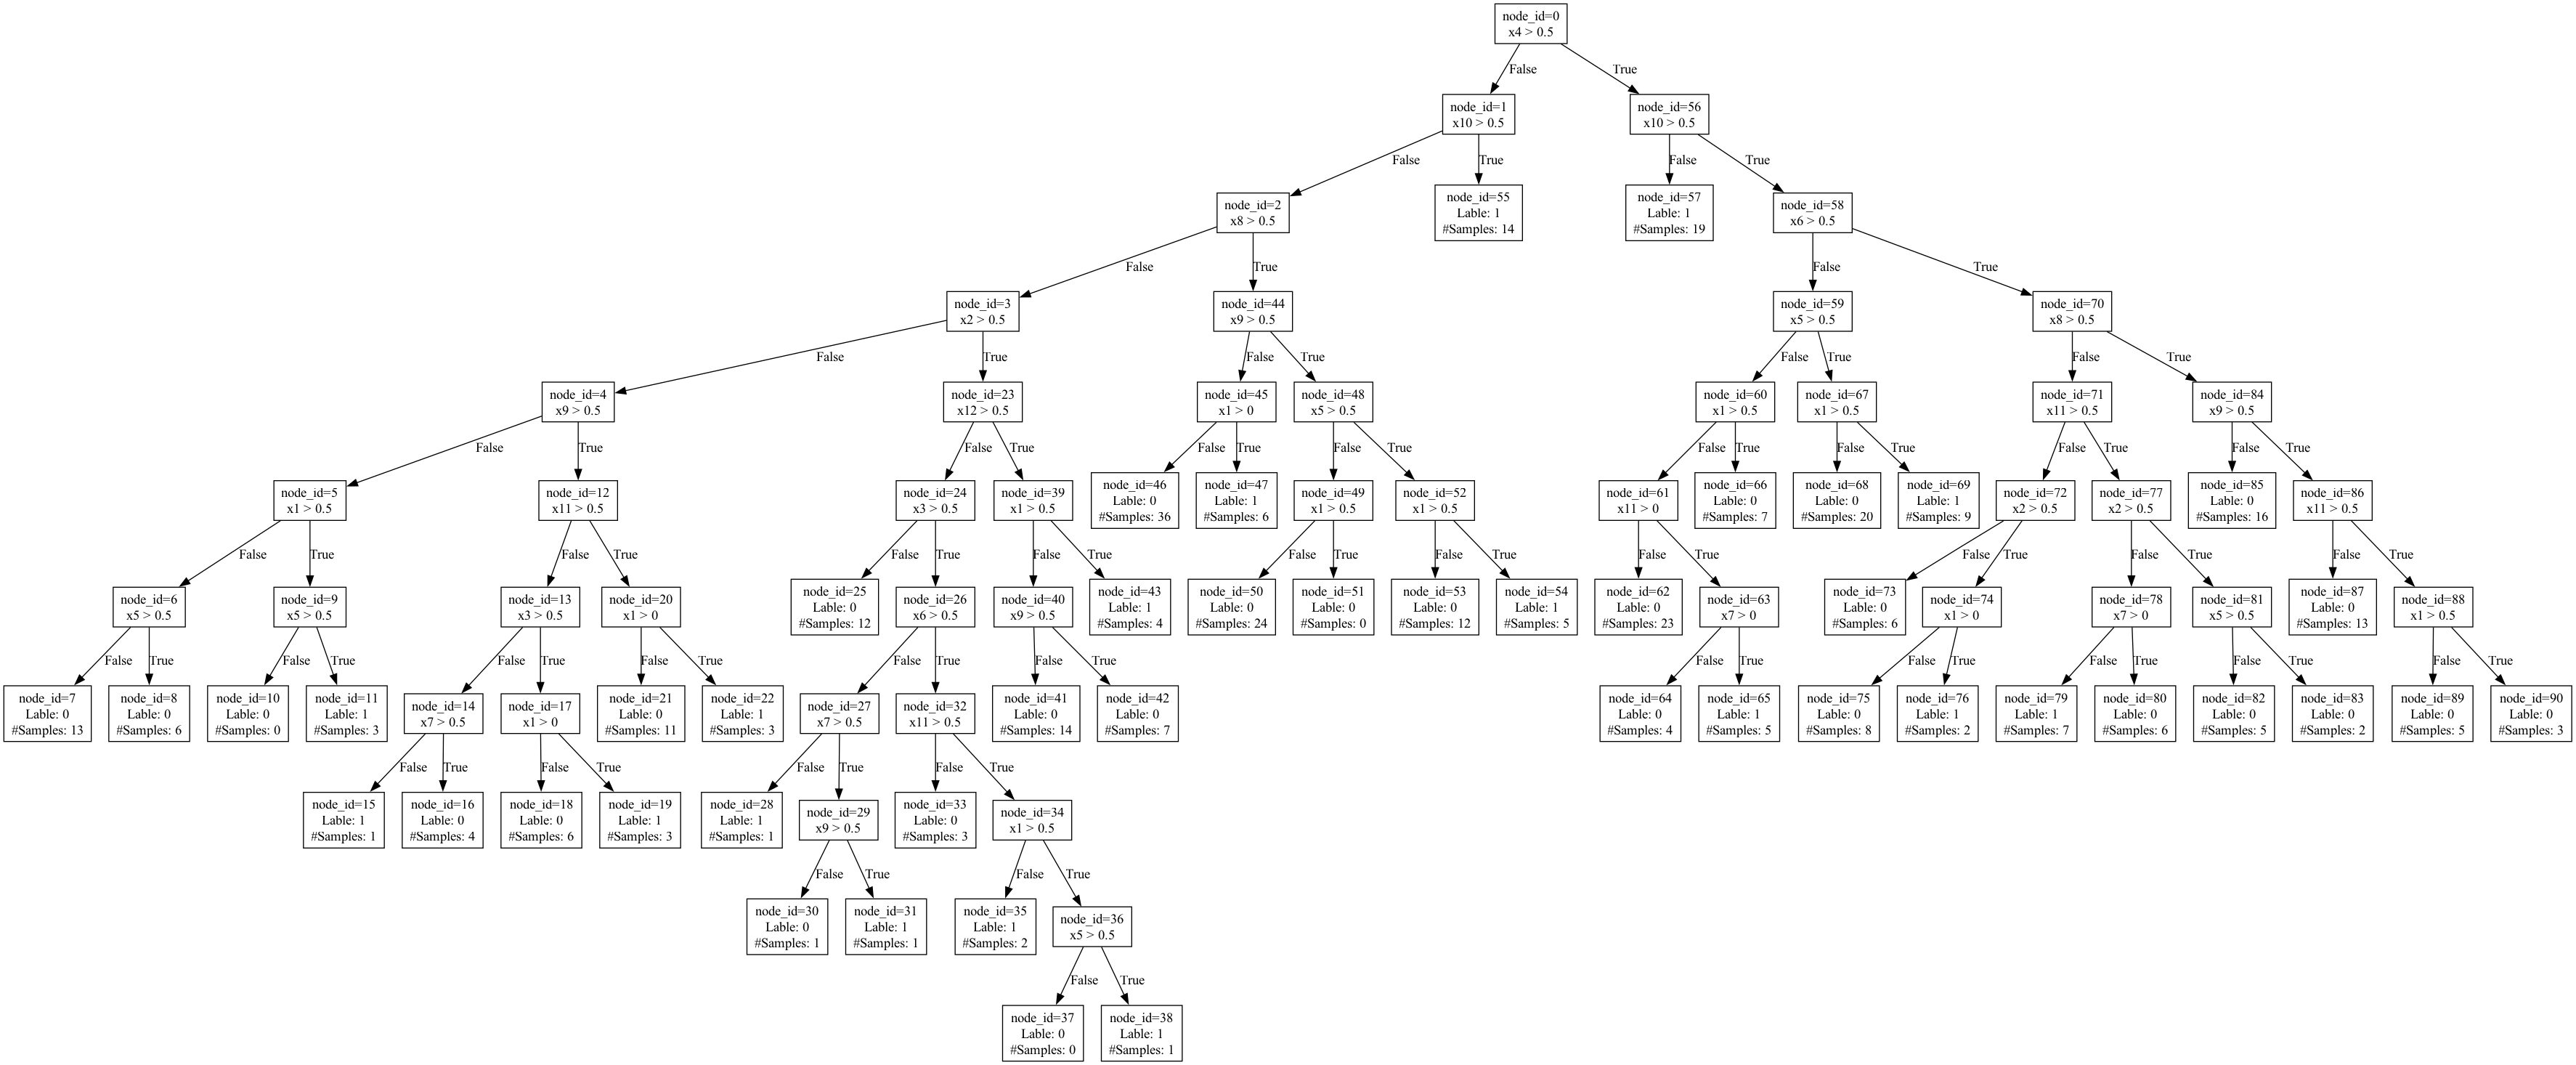 node_id=0
x4 > 0.5
False
True
node_id=1
x10 > 0.5
node_id=56
x10 > 0.5
False
True
False
True
node_id=2
x8 > 0.5
node_id=55
Lable: 1
#Samples: 14
node_id=57
Lable: 1
#Samples: 19
node_id=58
x6 > 0.5
False
True
False
True
node_id=3
x2 > 0.5
node_id=44
x9 > 0.5
node_id=59
x5 > 0.5
node_id=70
x8 > 0.5
False
True
False
True
False
True
False
True
node_id=4
x9 > 0.5
node_id=23
x12 > 0.5
node_id=45
x1 > 0
node_id=48
x5 > 0.5
node_id=60
x1 > 0.5
node_id=67
x1 > 0.5
node_id=71
x11 > 0.5
node_id=84
x9 > 0.5
False
True
False
True
False
True
False
True
False
True
False
True
False
True
False
True
node_id=5
x1 > 0.5
node_id=12
x11 > 0.5
node_id=24
x3 > 0.5
node_id=39
x1 > 0.5
node_id=46
Lable: 0
#Samples: 36
node_id=47
Lable: 1
#Samples: 6
node_id=49
x1 > 0.5
node_id=52
x1 > 0.5
node_id=61
x11 > 0
node_id=66
Lable: 0
#Samples: 7
node_id=68
Lable: 0
#Samples: 20
node_id=69
Lable: 1
#Samples: 9
node_id=72
x2 > 0.5
node_id=77
x2 > 0.5
node_id=85
Lable: 0
#Samples: 16
node_id=86
x11 > 0.5
False
True
False
True
False
True
False
True
False
True
False
True
False
True
False
True
False
True
False
True
node_id=6
x5 > 0.5
node_id=9
x5 > 0.5
node_id=13
x3 > 0.5
node_id=20
x1 > 0
node_id=25
Lable: 0
#Samples: 12
node_id=26
x6 > 0.5
node_id=40
x9 > 0.5
node_id=43
Lable: 1
#Samples: 4
node_id=50
Lable: 0
#Samples: 24
node_id=51
Lable: 0
#Samples: 0
node_id=53
Lable: 0
#Samples: 12
node_id=54
Lable: 1
#Samples: 5
node_id=62
Lable: 0
#Samples: 23
node_id=63
x7 > 0
node_id=73
Lable: 0
#Samples: 6
node_id=74
x1 > 0
node_id=78
x7 > 0
node_id=81
x5 > 0.5
node_id=87
Lable: 0
#Samples: 13
node_id=88
x1 > 0.5
False
True
False
True
False
True
False
True
False
True
False
True
False
True
False
True
False
True
False
True
False
True
node_id=7
Lable: 0
#Samples: 13
node_id=8
Lable: 0
#Samples: 6
node_id=10
Lable: 0
#Samples: 0
node_id=11
Lable: 1
#Samples: 3
node_id=14
x7 > 0.5
node_id=17
x1 > 0
node_id=21
Lable: 0
#Samples: 11
node_id=22
Lable: 1
#Samples: 3
node_id=27
x7 > 0.5
node_id=32
x11 > 0.5
node_id=41
Lable: 0
#Samples: 14
node_id=42
Lable: 0
#Samples: 7
node_id=64
Lable: 0
#Samples: 4
node_id=65
Lable: 1
#Samples: 5
node_id=75
Lable: 0
#Samples: 8
node_id=76
Lable: 1
#Samples: 2
node_id=79
Lable: 1
#Samples: 7
node_id=80
Lable: 0
#Samples: 6
node_id=82
Lable: 0
#Samples: 5
node_id=83
Lable: 0
#Samples: 2
node_id=89
Lable: 0
#Samples: 5
node_id=90
Lable: 0
#Samples: 3
False
True
False
True
False
True
False
True
node_id=15
Lable: 1
#Samples: 1
node_id=16
Lable: 0
#Samples: 4
node_id=18
Lable: 0
#Samples: 6
node_id=19
Lable: 1
#Samples: 3
node_id=28
Lable: 1
#Samples: 1
node_id=29
x9 > 0.5
node_id=33
Lable: 0
#Samples: 3
node_id=34
x1 > 0.5
False
True
False
True
node_id=30
Lable: 0
#Samples: 1
node_id=31
Lable: 1
#Samples: 1
node_id=35
Lable: 1
#Samples: 2
node_id=36
x5 > 0.5
False
True
node_id=37
Lable: 0
#Samples: 0
node_id=38
Lable: 1
#Samples: 1